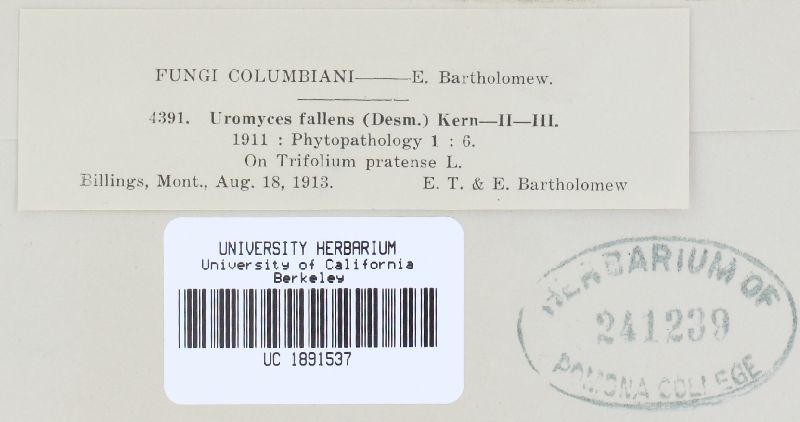 FUNGI COLUMBIANI——E. Bartholomew.
4391. Uromyces fallens (Desm.) Kern—II—III.
1911 : Phytopathology 1 : 6.
On Trifolium pratense L.
Billings, Mont., Aug. 18, 1913. E. T. & E. Bartholomew
UNIVERSITY HERBARIUM
University of California
Berkeley
UC 1891537
HERBARIUM OF
241239
POMONA COLLEGE